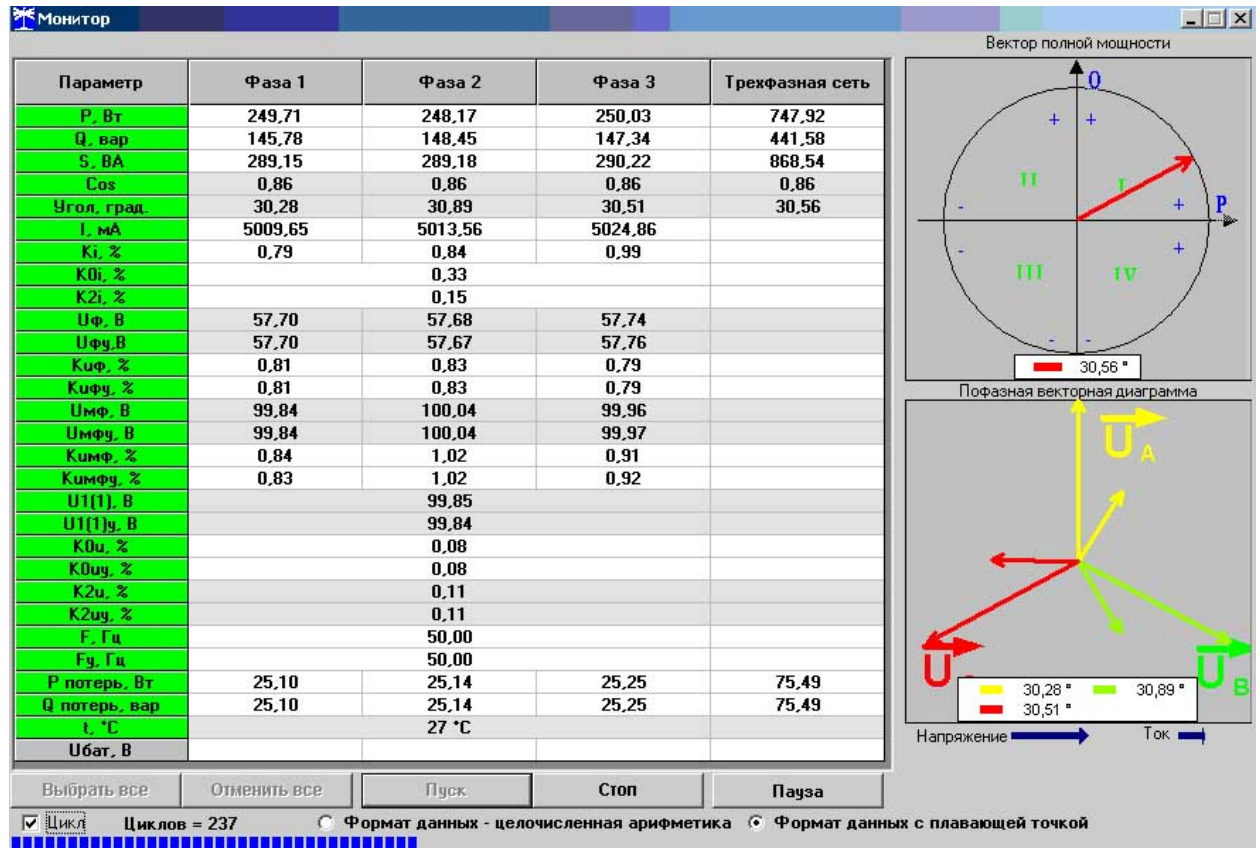 Монитор
Параметр Фаза 1 Фаза 2 Фаза 3 Трехфазная сеть
P, Вт 249,71 248,17 250,03 747,92
Q, вар 145,78 148,45 147,34 441,58
S, ВА 289,15 289,18 290,22 868,54
Cos 0,86 0,86 0,86 0,86
Угол, град. 30,28 30,89 30,51 30,56
I, мА 5009,65 5013,56 5024,86
Ki, % 0,79 0,84 0,99
K0i, % 0,33
K2i, % 0,15
Uф, В 57,70 57,68 57,74
Uфу,В 57,70 57,67 57,76
Kuф, % 0,81 0,83 0,79
Kuфу, % 0,81 0,83 0,79
Uмф, В 99,84 100,04 99,96
Uмфу, В 99,84 100,04 99,97
Kuмф, % 0,84 1,02 0,91
Kuмфу, % 0,83 1,02 0,92
U1(1), В 99,85
U1(1)у, В 99,84
K0u, % 0,08
K0uy, % 0,08
K2u, % 0,11
K2uy, % 0,11
F, Гц 50,00
Fy, Гц 50,00
P потерь, Вт 25,10 25,14 25,25 75,49
Q потерь, вар 25,10 25,14 25,25 75,49
t, °C 27 °C
Uбат, В
Выбрать все Отменить все Пуск Стоп Пауза
Цикл Циклов = 237 Формат данных - целочисленная арифметика Формат данных с плавающей точкой
Вектор полной мощности
Q
+ +
II I
- + P
- +
III IV
- -
30,56 °
Пофазная векторная диаграмма
U A
U
U B
30,28 ° 30,89 °
30,51 °
Напряжение Ток